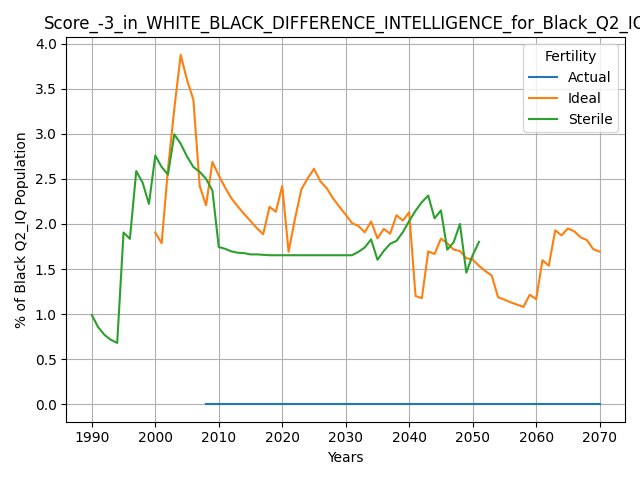 Score_-3_in_WHITE_BLACK_DIFFERENCE_INTELLIGENCE_for_Black_Q2_IQ
Fertility
Actual
Ideal
Sterile
% of Black Q2_IQ Population
4.0
3.5
3.0
2.5
2.0
1.5
1.0
0.5
0.0
1990 2000 2010 2020 2030 2040 2050 2060 2070
Years